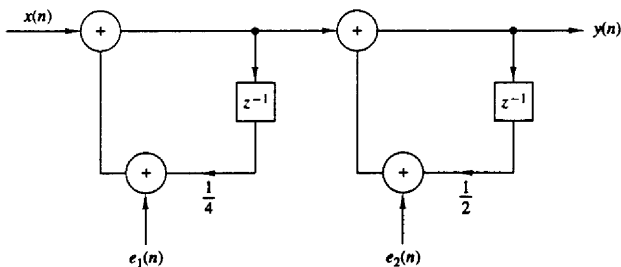 x(n) + + y(n)
z⁻¹ z⁻¹
+ 1/4 + 1/2
e₁(n) e₂(n)